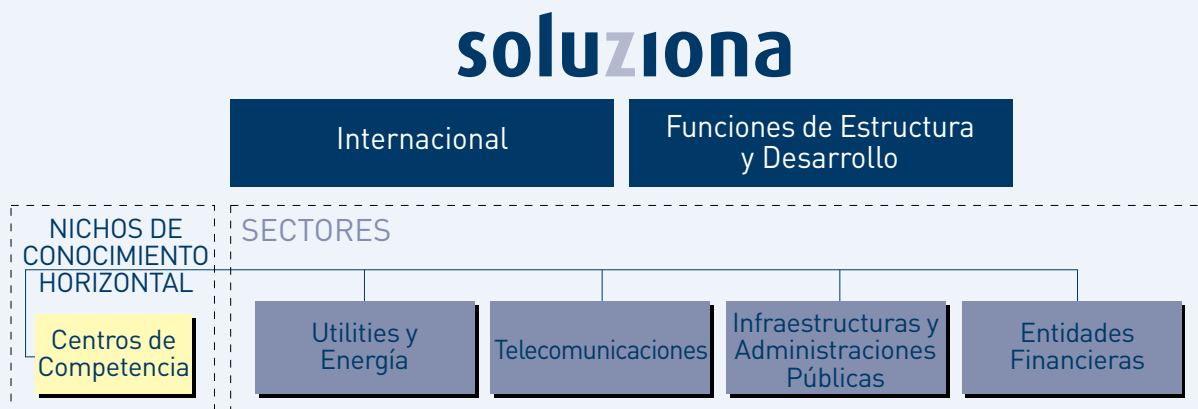 soluziona
Internacional
Funciones de Estructura
y Desarrollo
NICHOS DE
CONOCIMIENTO
HORIZONTAL
SECTORES
Centros de
Competencia
Utilities y
Energía
Telecomunicaciones
Infraestructuras y
Administraciones
Públicas
Entidades
Financieras